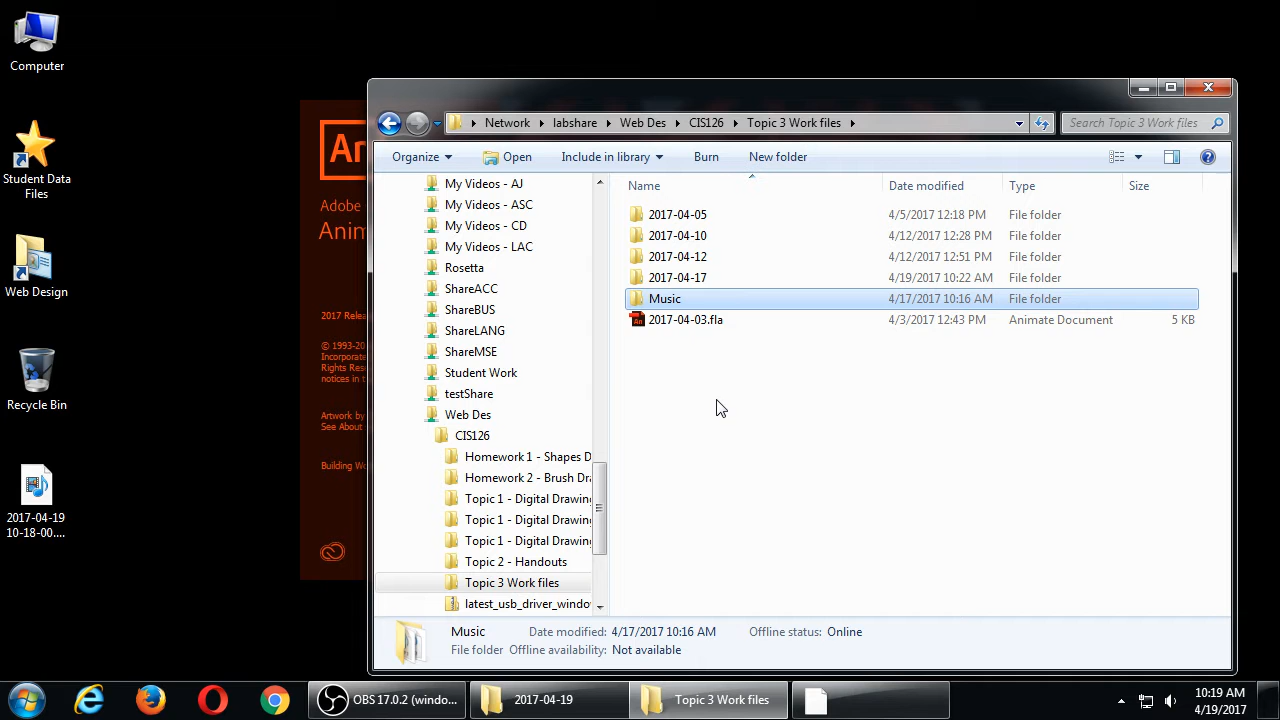 Computer
Student Data
Files
Web Design
Recycle Bin
2017-04-19
10-18-00....
An
Adobe
Anim
2017 Relea
© 1993-20
Incorporate
Rights Res
notices in t
Artwork by
See About
Building Wo
Network labshare Web Des CIS126 Topic 3 Work files
Search Topic 3 Work files
Organize Open Include in library Burn New folder
My Videos - AJ
My Videos - ASC
My Videos - CD
My Videos - LAC
Rosetta
ShareACC
ShareBUS
ShareLANG
ShareMSE
Student Work
testShare
Web Des
CIS126
Homework 1 - Shapes D
Homework 2 - Brush Dra
Topic 1 - Digital Drawing
Topic 1 - Digital Drawing
Topic 1 - Digital Drawing
Topic 2 - Handouts
Topic 3 Work files
latest_usb_driver_windo
Name Date modified Type Size
2017-04-05 4/5/2017 12:18 PM File folder
2017-04-10 4/12/2017 12:28 PM File folder
2017-04-12 4/12/2017 12:51 PM File folder
2017-04-17 4/19/2017 10:22 AM File folder
Music 4/17/2017 10:16 AM File folder
2017-04-03.fla 4/3/2017 12:43 PM Animate Document 5 KB
Music Date modified: 4/17/2017 10:16 AM Offline status: Online
File folder Offline availability: Not available
OBS 17.0.2 (windo...
2017-04-19
Topic 3 Work files
10:19 AM
4/19/2017